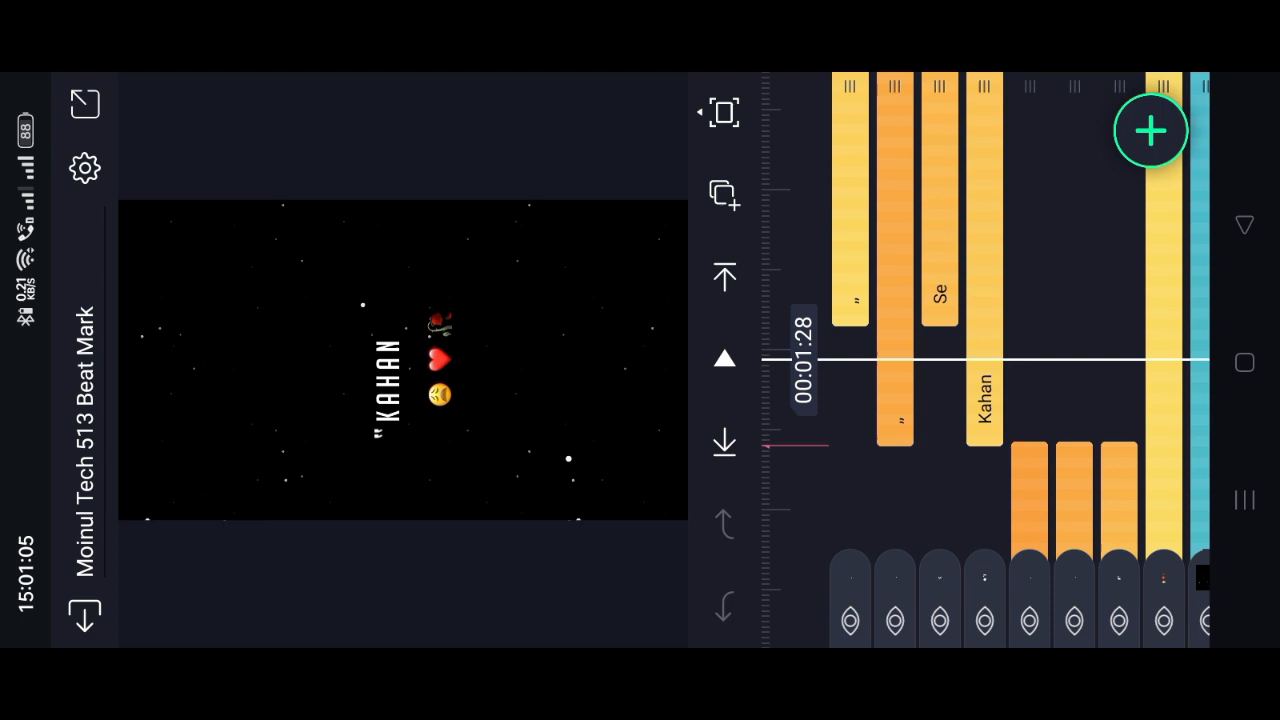 15:01:05
0.21
KB/S
88
Moinul Tech 513 Beat Mark
"KAHAN
😫❤️🥀
00:01:28
"
"
Se
Kahan